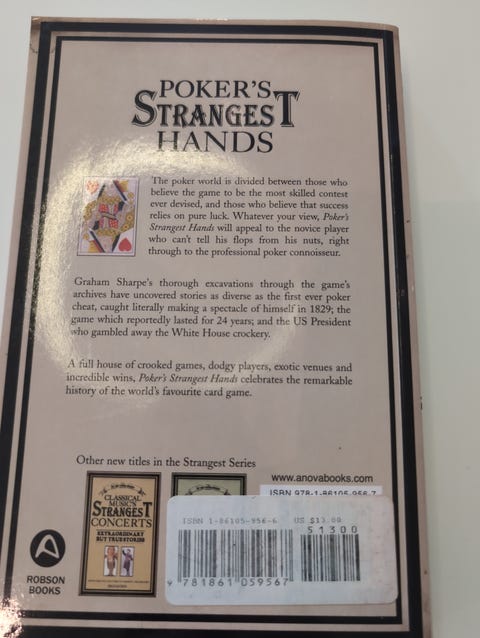 POKER'S
STRANGEST
HANDS
The poker world is divided between those who
believe the game to be the most skilled contest
ever devised, and those who believe that success
relies on pure luck. Whatever your view, Poker's
Strangest Hands will appeal to the novice player
who can't tell his flops from his nuts, right
through to the professional poker connoisseur.
Graham Sharpe's thorough excavations through the game's
archives have uncovered stories as diverse as the first ever poker
cheat, caught literally making a spectacle of himself in 1829; the
game which reportedly lasted for 24 years; and the US President
who gambled away the White House crockery.
A full house of crooked games, dodgy players, exotic venues and
incredible wins, Poker's Strangest Hands celebrates the remarkable
history of the world's favourite card game.
Other new titles in the Strangest Series
www.anovabooks.com
ISBN 978-1-86105-956-7
CLASSICAL
MUSIC'S
STRANGEST
CONCERTS
EXTRAORDINARY
BUT TRUE STORIES
ISBN 1-86105-956-6 US $13.00
51300
9 781861 059567
ROBSON
BOOKS